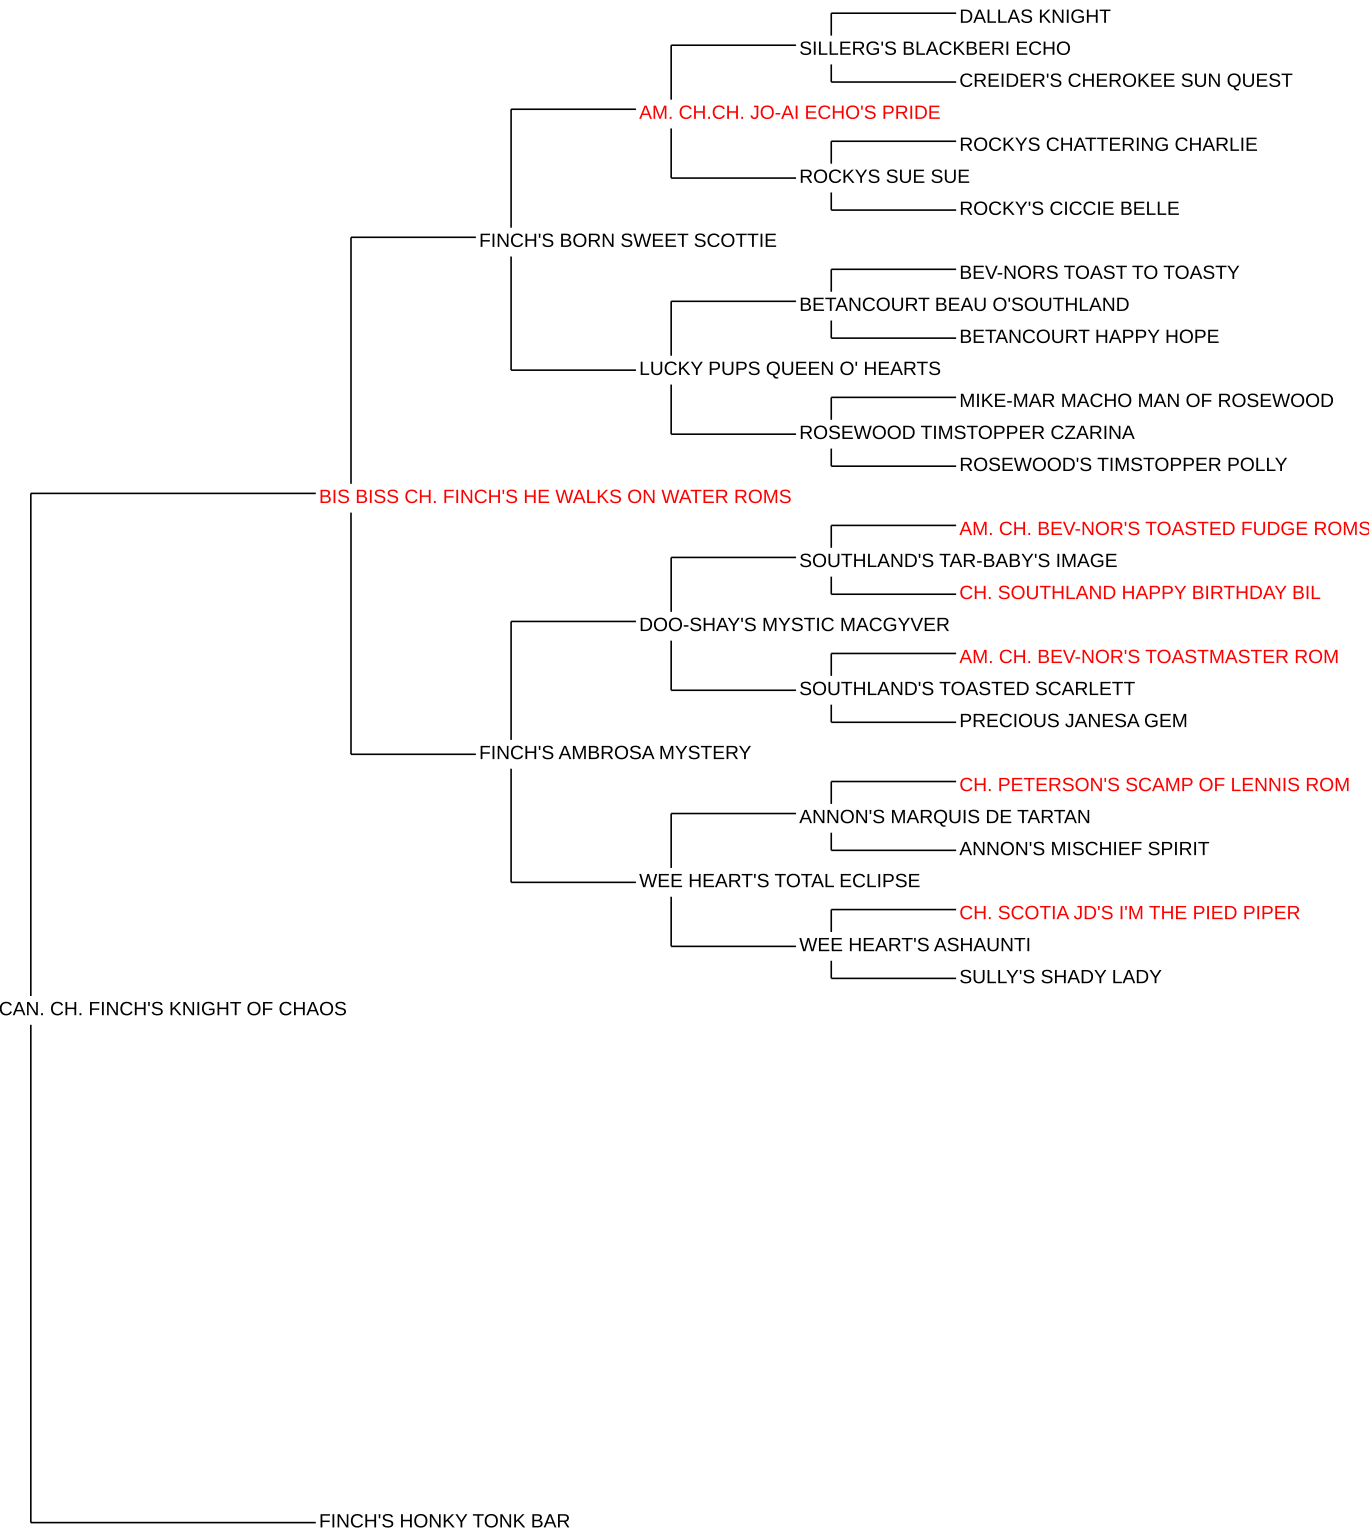 DALLAS KNIGHT
SILLERG'S BLACKBERI ECHO
CREIDER'S CHEROKEE SUN QUEST
AM. CH.CH. JO-AI ECHO'S PRIDE
ROCKYS CHATTERING CHARLIE
ROCKYS SUE SUE
ROCKY'S CICCIE BELLE
FINCH'S BORN SWEET SCOTTIE
BEV-NORS TOAST TO TOASTY
BETANCOURT BEAU O'SOUTHLAND
BETANCOURT HAPPY HOPE
LUCKY PUPS QUEEN O' HEARTS
MIKE-MAR MACHO MAN OF ROSEWOOD
ROSEWOOD TIMSTOPPER CZARINA
ROSEWOOD'S TIMSTOPPER POLLY
BIS BISS CH. FINCH'S HE WALKS ON WATER ROMS
AM. CH. BEV-NOR'S TOASTED FUDGE ROMS
SOUTHLAND'S TAR-BABY'S IMAGE
CH. SOUTHLAND HAPPY BIRTHDAY BIL
DOO-SHAY'S MYSTIC MACGYVER
AM. CH. BEV-NOR'S TOASTMASTER ROM
SOUTHLAND'S TOASTED SCARLETT
PRECIOUS JANESA GEM
FINCH'S AMBROSA MYSTERY
CH. PETERSON'S SCAMP OF LENNIS ROM
ANNON'S MARQUIS DE TARTAN
ANNON'S MISCHIEF SPIRIT
WEE HEART'S TOTAL ECLIPSE
CH. SCOTIA JD'S I'M THE PIED PIPER
WEE HEART'S ASHAUNTI
SULLY'S SHADY LADY
CAN. CH. FINCH'S KNIGHT OF CHAOS
FINCH'S HONKY TONK BAR